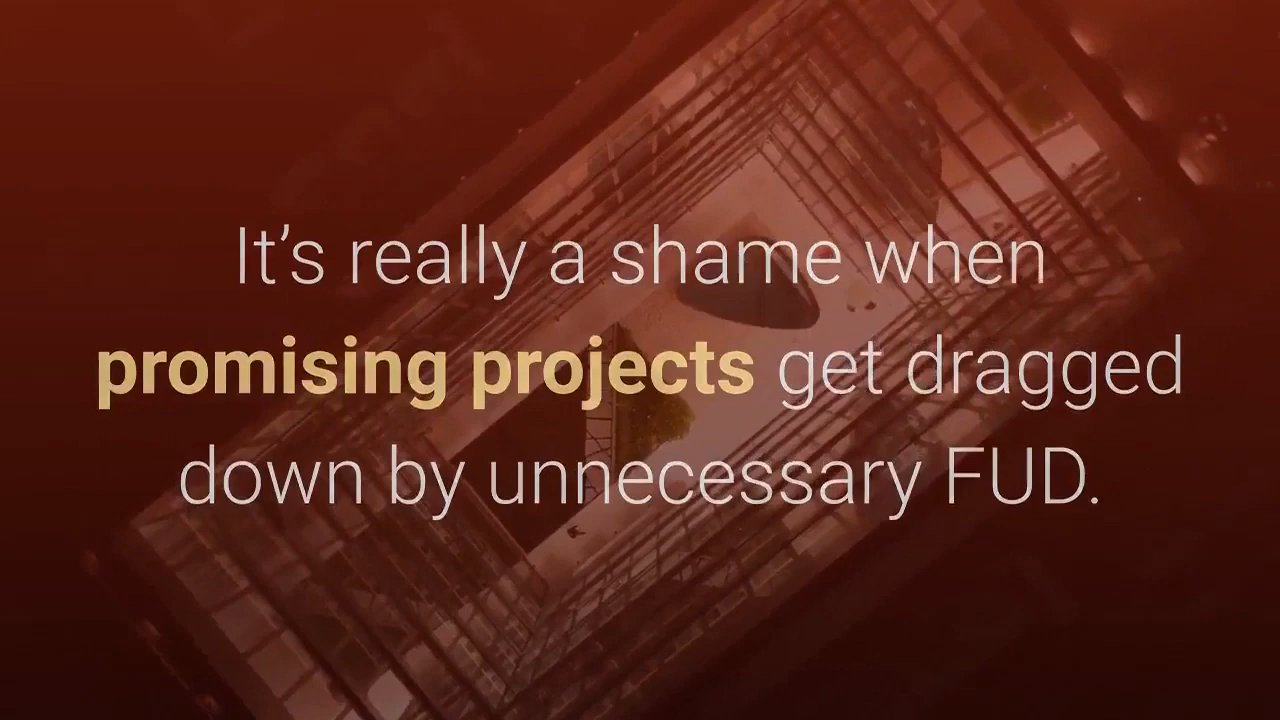 It’s really a shame when
promising projects get dragged
down by unnecessary FUD.